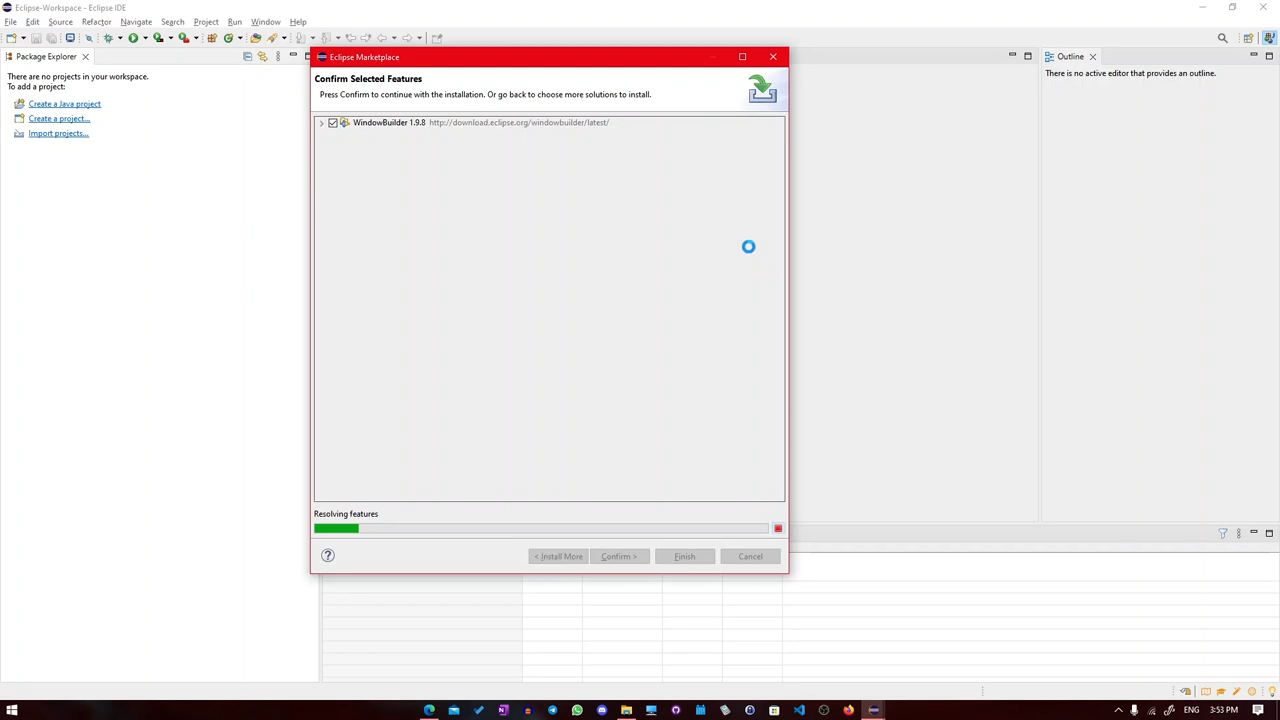 Eclipse-Workspace - Eclipse IDE
File Edit Source Refactor Navigate Search Project Run Window Help
Package Explorer
There are no projects in your workspace.
To add a project:
Create a Java project
Create a project...
Import projects...
Eclipse Marketplace
Confirm Selected Features
Press Confirm to continue with the installation. Or go back to choose more solutions to install.
WindowBuilder 1.9.8 http://download.eclipse.org/windowbuilder/latest/
Resolving features
< Install More Confirm > Finish Cancel
Outline
There is no active editor that provides an outline.
ENG 3:53 PM